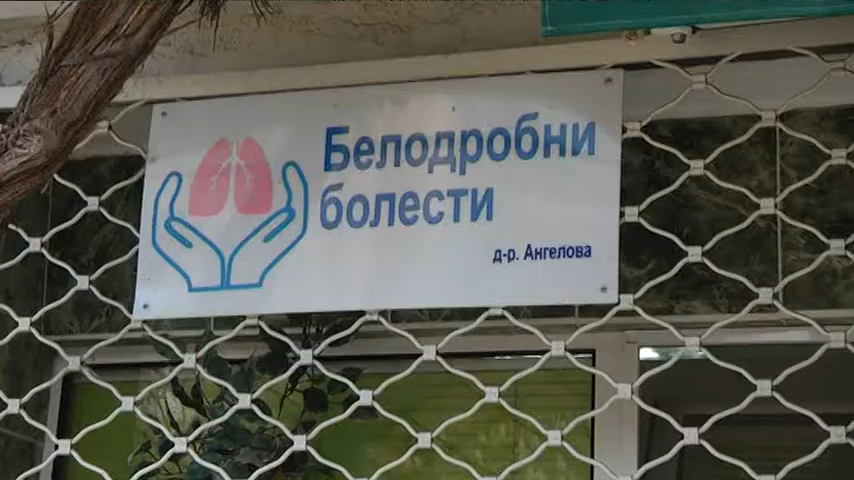 Белодробни
болести
д-р. Ангелова